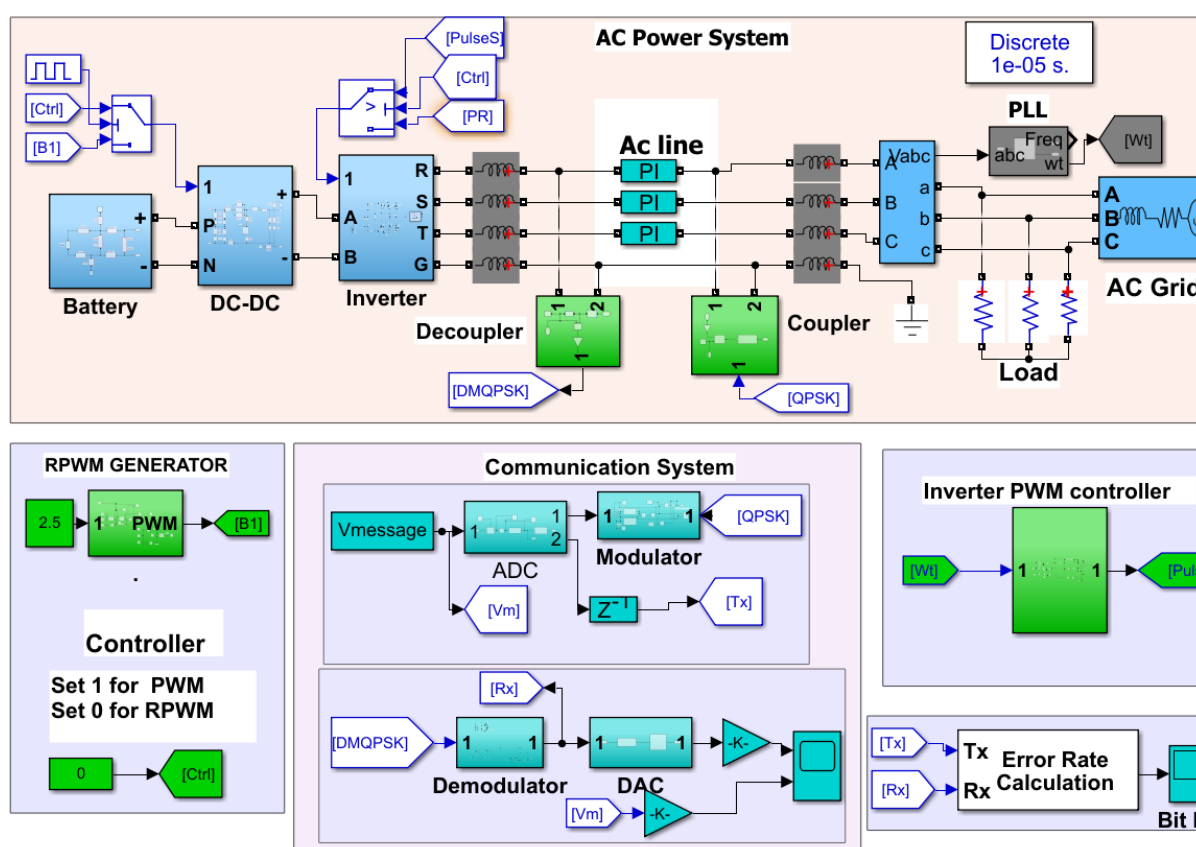 AC Power System
Discrete
1e-05 s.
[PulseS]
[Ctrl]
[PR]
[Ctrl]
[B1]
>
PLL
Freq
abc
wt
[Wt]
Ac line
1
P
N
+
-
+
-
Battery
DC-DC
1
A
B
R
S
T
G
Inverter
PI
PI
PI
Vabc
A
B
C
a
b
c
A
B
C
AC Grid
Decoupler
1
2
1
[DMQPSK]
1
2
1
Coupler
[QPSK]
Load
RPWM GENERATOR
2.5
1
PWM
[B1]
.
Controller
Set 1 for PWM
Set 0 for RPWM
0
[Ctrl]
Communication System
Vmessage
1
1
2
ADC
1
1
Modulator
[QPSK]
[Vm]
Z-1
[Tx]
[Rx]
[DMQPSK]
1
1
Demodulator
1
1
DAC
-K-
[Vm]
-K-
Inverter PWM controller
[Wt]
1
1
[Pul
[Tx]
[Rx]
Tx
Rx
Error Rate
Calculation
Bit